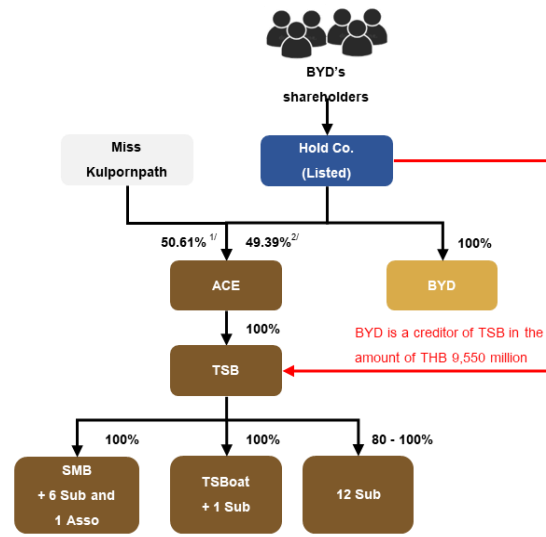 BYD's
shareholders
Miss
Kulpornpath
Hold Co.
(Listed)
50.61% 1/
49.39% 2/
100%
ACE
BYD
100%
BYD is a creditor of TSB in the
amount of THB 9,550 million
TSB
100%
100%
80 - 100%
SMB
+ 6 Sub and
1 Asso
TSBoat
+ 1 Sub
12 Sub